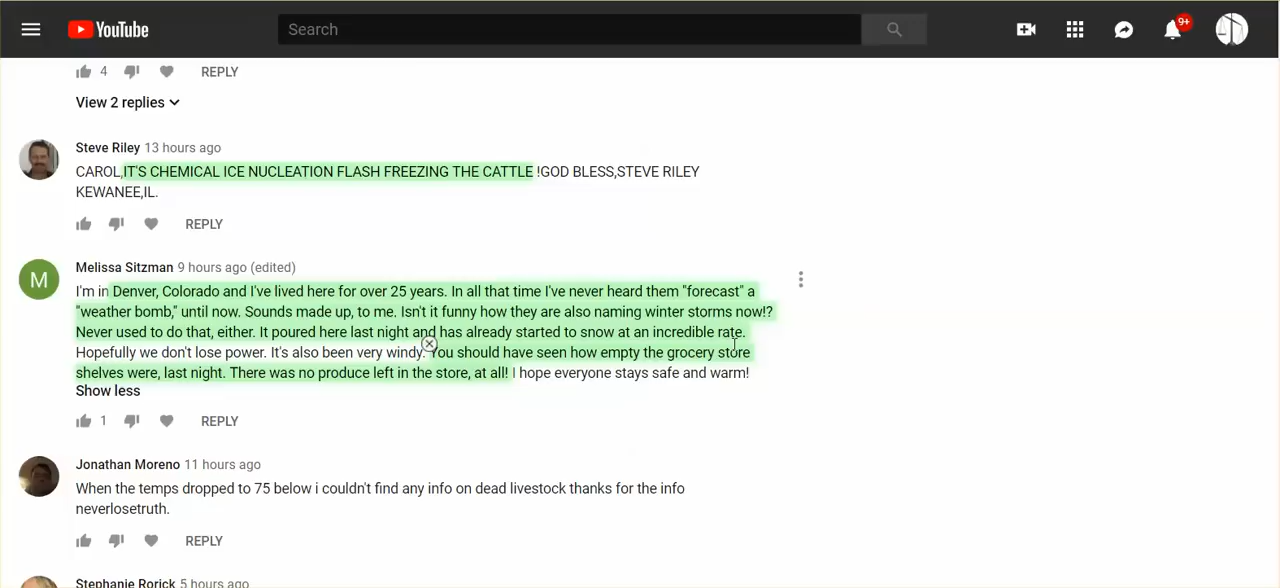 YouTube
Search
9+
4 REPLY
View 2 replies
Steve Riley 13 hours ago
CAROL,IT'S CHEMICAL ICE NUCLEATION FLASH FREEZING THE CATTLE !GOD BLESS,STEVE RILEY
KEWANEE,IL.
REPLY
M
Melissa Sitzman 9 hours ago (edited)
I'm in Denver, Colorado and I've lived here for over 25 years. In all that time I've never heard them "forecast" a
"weather bomb," until now. Sounds made up, to me. Isn't it funny how they are also naming winter storms now!?
Never used to do that, either. It poured here last night and has already started to snow at an incredible rate.
Hopefully we don't lose power. It's also been very windy. You should have seen how empty the grocery store
shelves were, last night. There was no produce left in the store, at all! I hope everyone stays safe and warm!
Show less
1 REPLY
Jonathan Moreno 11 hours ago
When the temps dropped to 75 below i couldn't find any info on dead livestock thanks for the info
neverlosetruth.
REPLY
Stephanie Rorick 5 hours ago